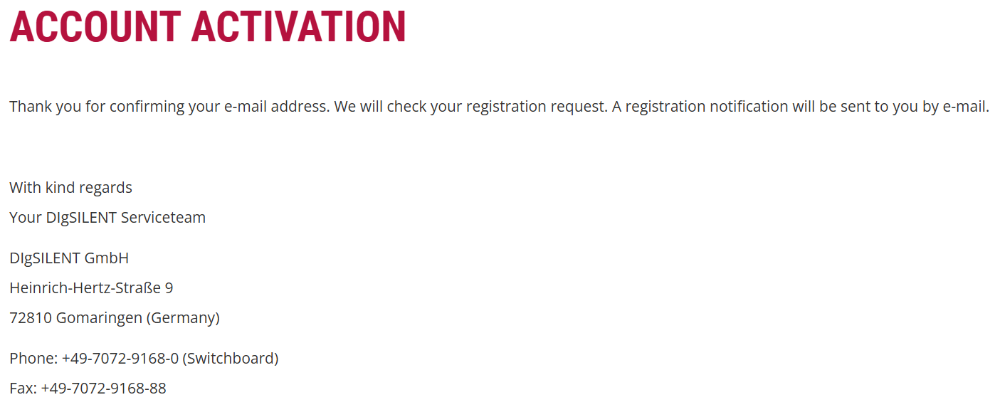 ACCOUNT ACTIVATION
Thank you for confirming your e-mail address. We will check your registration request. A registration notification will be sent to you by e-mail.
With kind regards
Your DIgSILENT Serviceteam
DIgSILENT GmbH
Heinrich-Hertz-Straße 9
72810 Gomaringen (Germany)
Phone: +49-7072-9168-0 (Switchboard)
Fax: +49-7072-9168-88